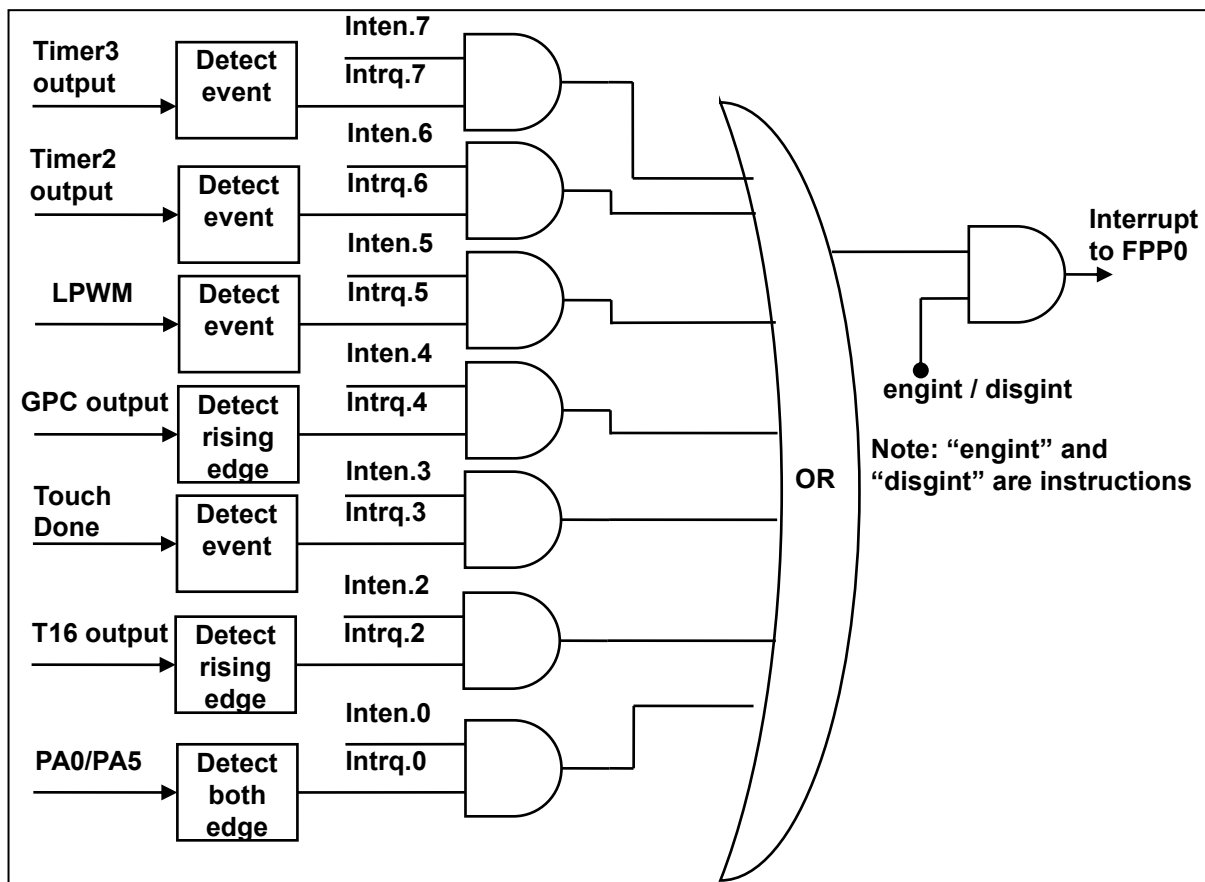 Timer3
output
Detect
event
Inten.7
Intrq.7
Timer2
output
Detect
event
Inten.6
Intrq.6
LPWM
Detect
event
Inten.5
Intrq.5
GPC output
Detect
rising
edge
Inten.4
Intrq.4
Touch
Done
Detect
event
Inten.3
Intrq.3
T16 output
Detect
rising
edge
Inten.2
Intrq.2
PA0/PA5
Detect
both
edge
Inten.0
Intrq.0
OR
Interrupt
to FPP0
engint / disgint
Note: “engint” and
“disgint” are instructions